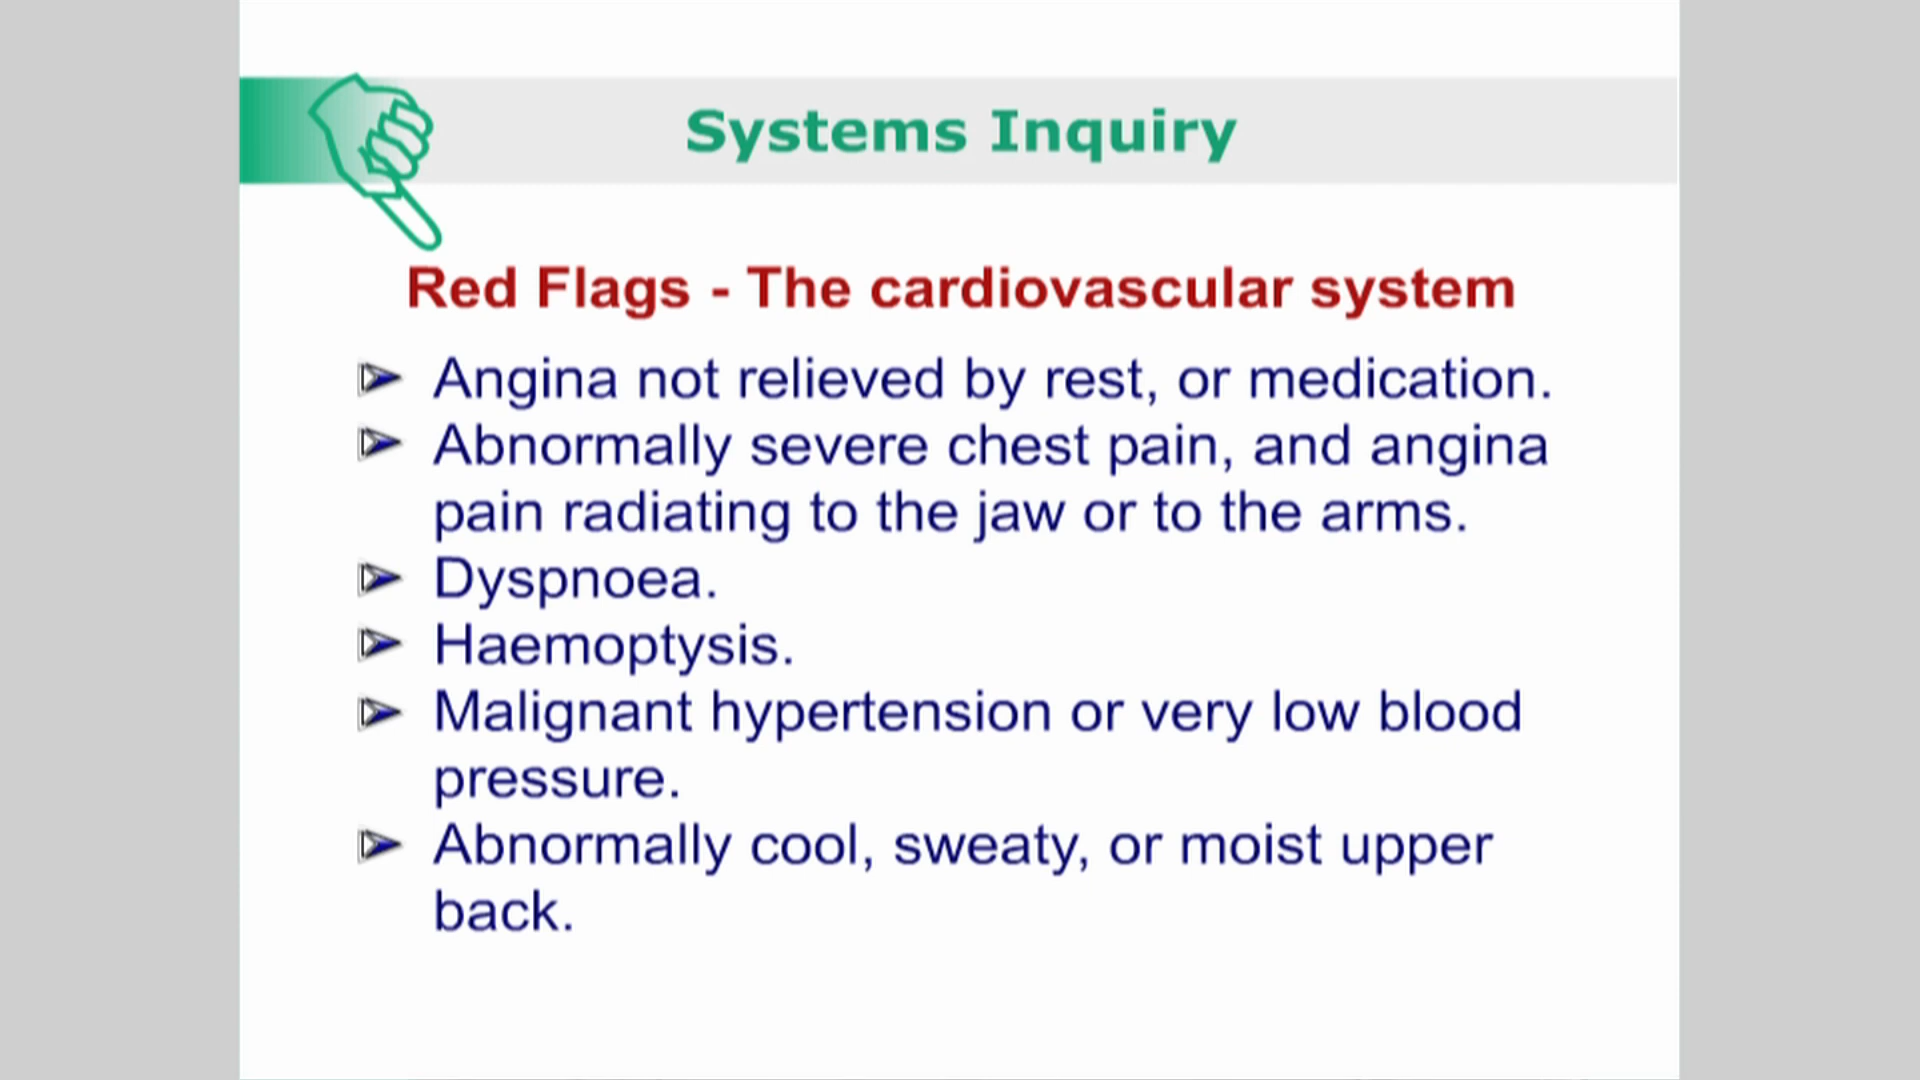 Systems Inquiry
Red Flags - The cardiovascular system
Angina not relieved by rest, or medication.
Abnormally severe chest pain, and angina
pain radiating to the jaw or to the arms.
Dyspnoea.
Haemoptysis.
Malignant hypertension or very low blood
pressure.
Abnormally cool, sweaty, or moist upper
back.